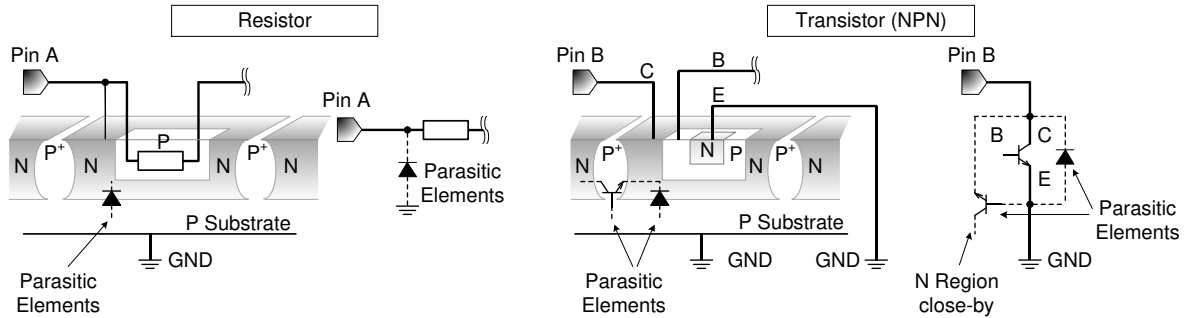 Resistor
Transistor (NPN)
Pin A
Pin B
C
B
E
Pin B
Pin A
N
P+
N
P
N
P+
N
Parasitic
Elements
N
P+
N
N
P
P+
N
B
C
E
P Substrate
GND
Parasitic
Elements
P Substrate
GND
GND
Parasitic
Elements
GND
N Region
close-by
Parasitic
Elements